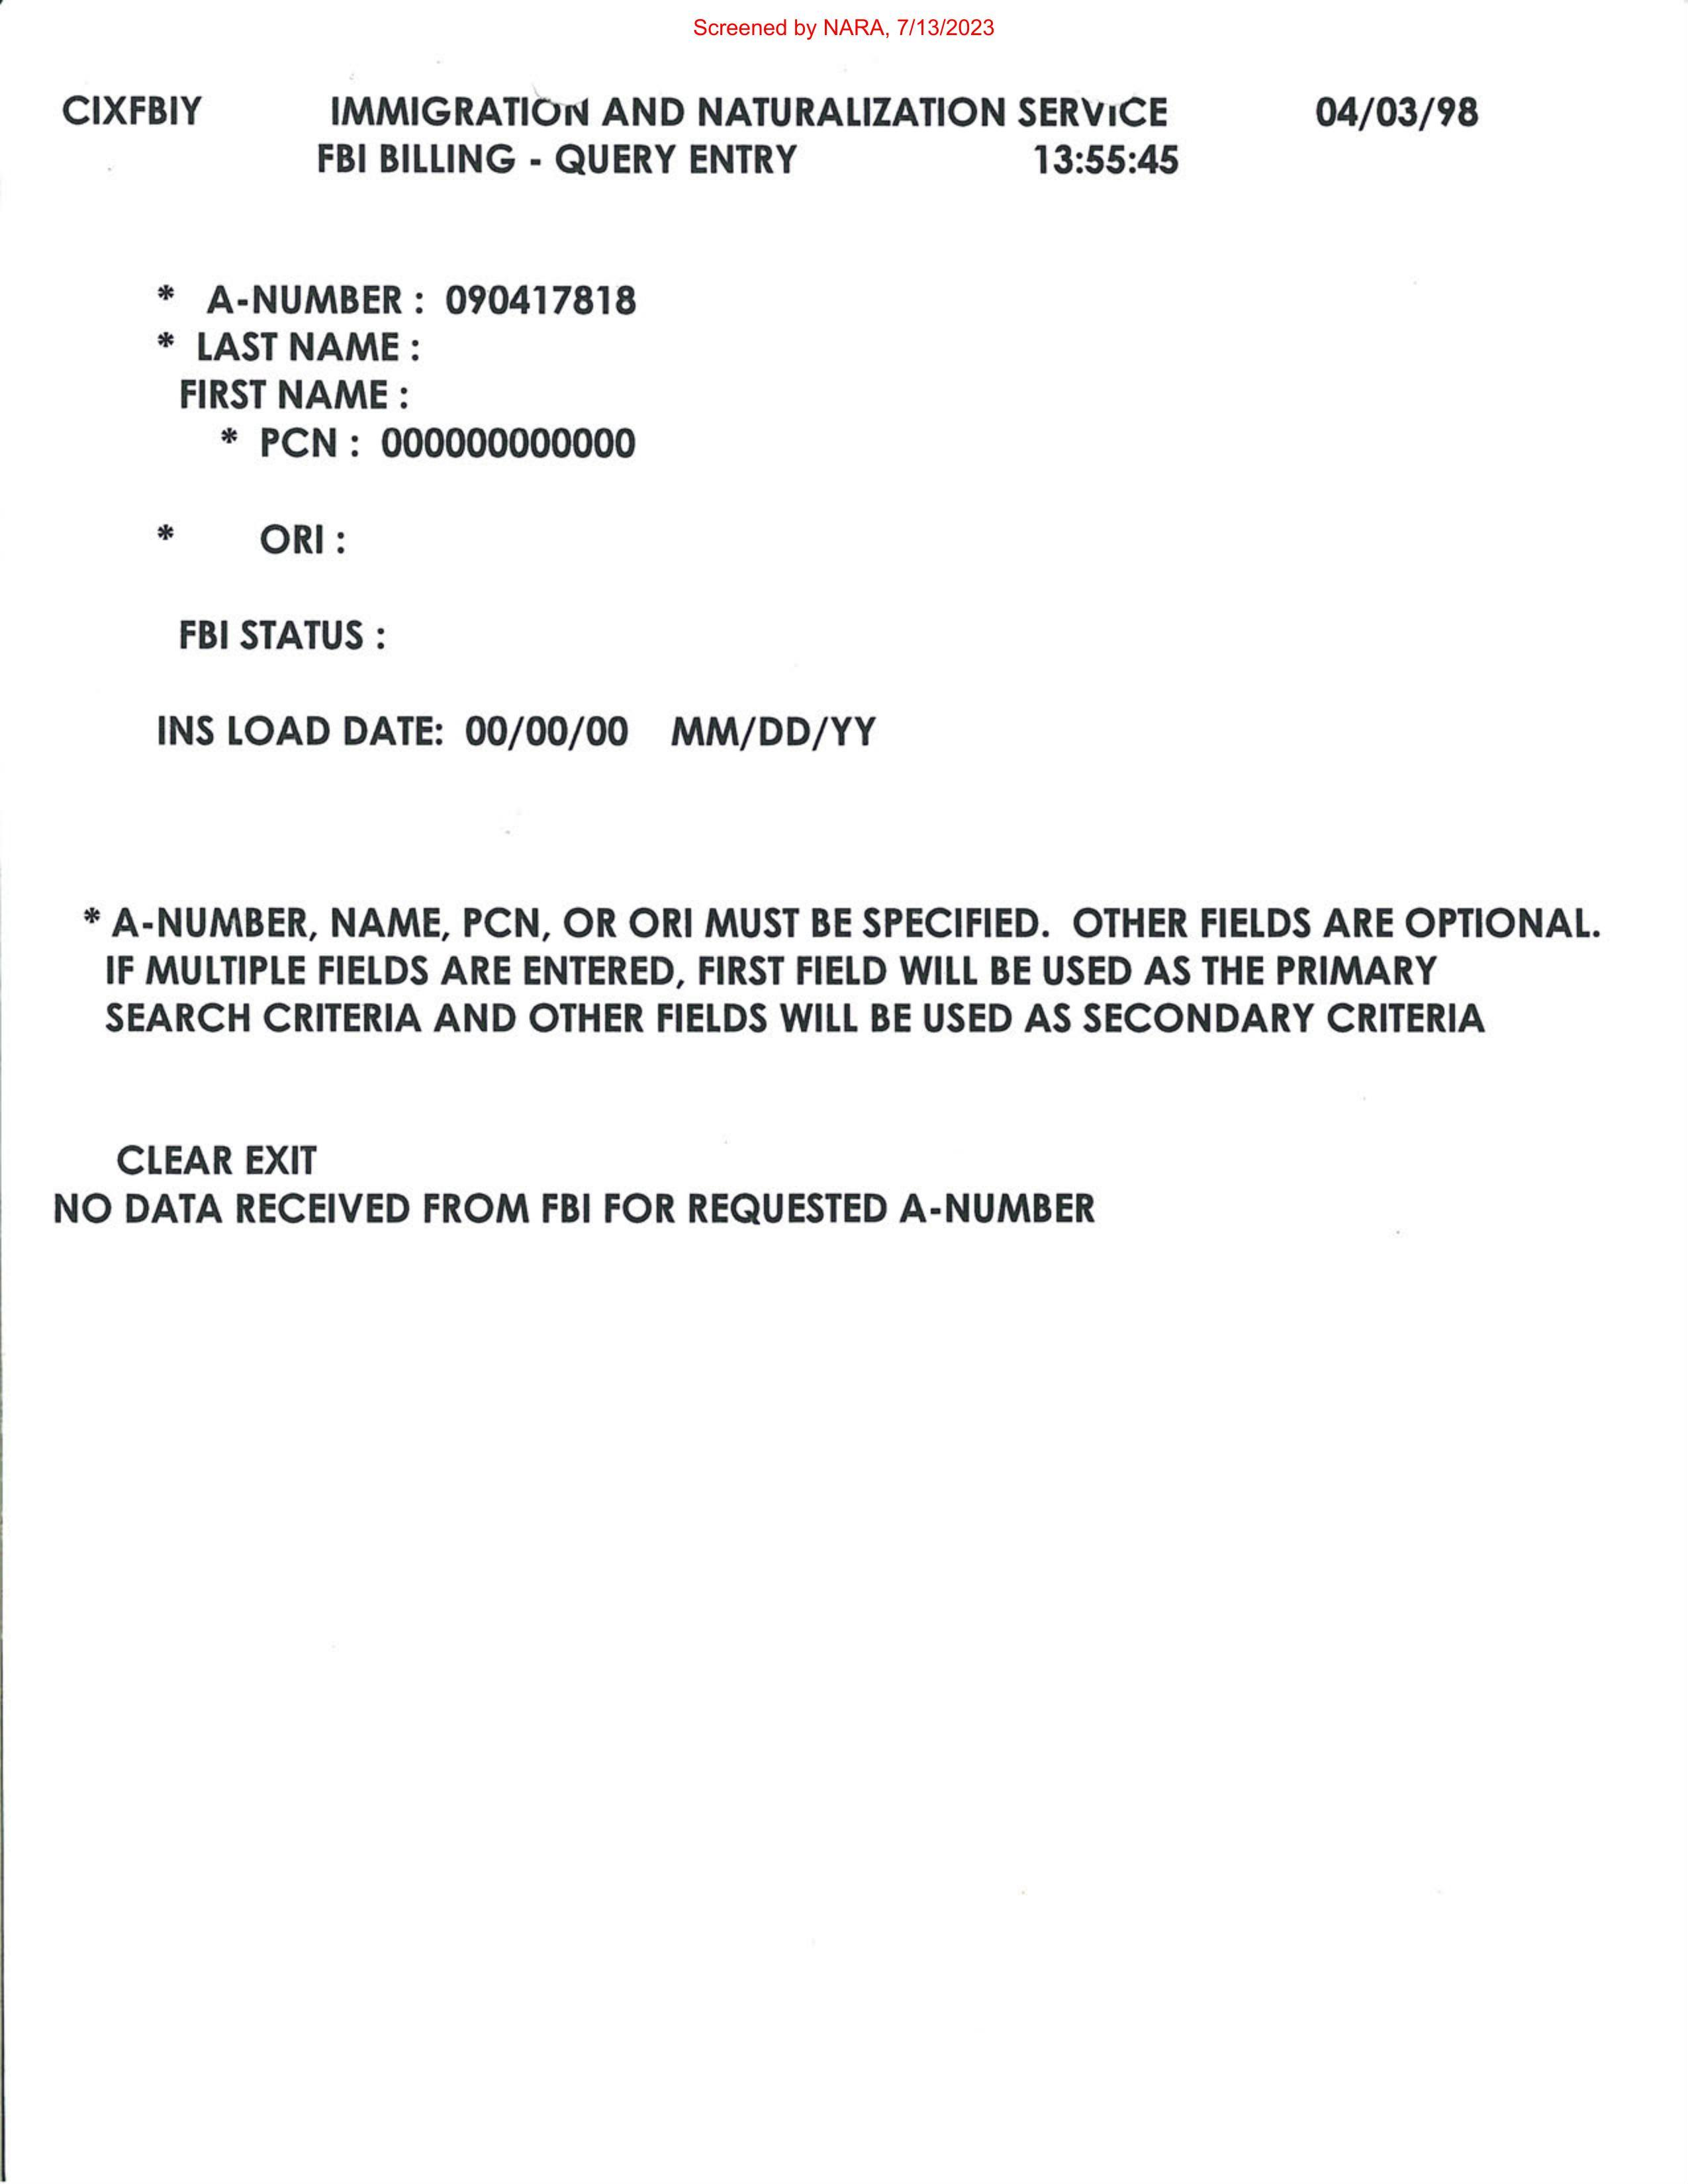 Screened by NARA, 7/13/2023
CIXFBIY IMMIGRATION AND NATURALIZATION SERVICE 04/03/98
FBI BILLING - QUERY ENTRY 13:55:45
* A-NUMBER : 090417818
* LAST NAME :
FIRST NAME :
* PCN : 000000000000
* ORI :
FBI STATUS :
INS LOAD DATE: 00/00/00 MM/DD/YY
* A-NUMBER, NAME, PCN, OR ORI MUST BE SPECIFIED. OTHER FIELDS ARE OPTIONAL.
IF MULTIPLE FIELDS ARE ENTERED, FIRST FIELD WILL BE USED AS THE PRIMARY
SEARCH CRITERIA AND OTHER FIELDS WILL BE USED AS SECONDARY CRITERIA
CLEAR EXIT
NO DATA RECEIVED FROM FBI FOR REQUESTED A-NUMBER